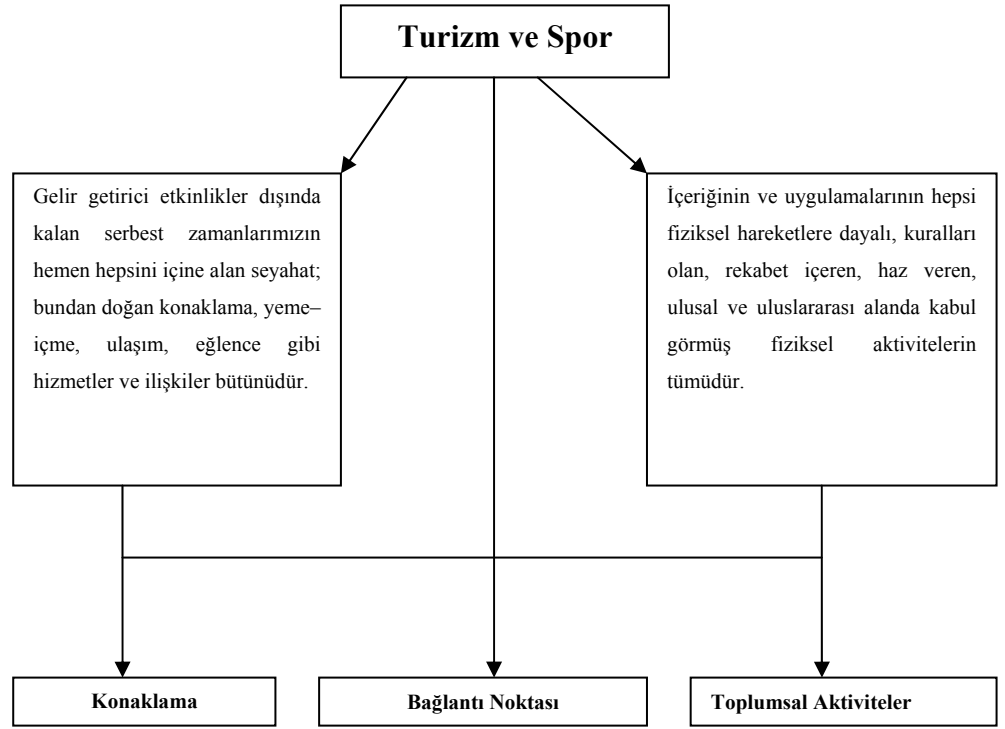 Turizm ve Spor
Gelir getirici etkinlikler dışında
kalan serbest zamanlarımızın
hemen hepsini içine alan seyahat;
bundan doğan konaklama, yeme–
içme, ulaşım, eğlence gibi
hizmetler ve ilişkiler bütünüdür.
İçeriğinin ve uygulamalarının hepsi
fiziksel hareketlere dayalı, kuralları
olan, rekabet içeren, haz veren,
ulusal ve uluslararası alanda kabul
görmüş fiziksel aktivitelerin
tümüdür.
Konaklama
Bağlantı Noktası
Toplumsal Aktiviteler